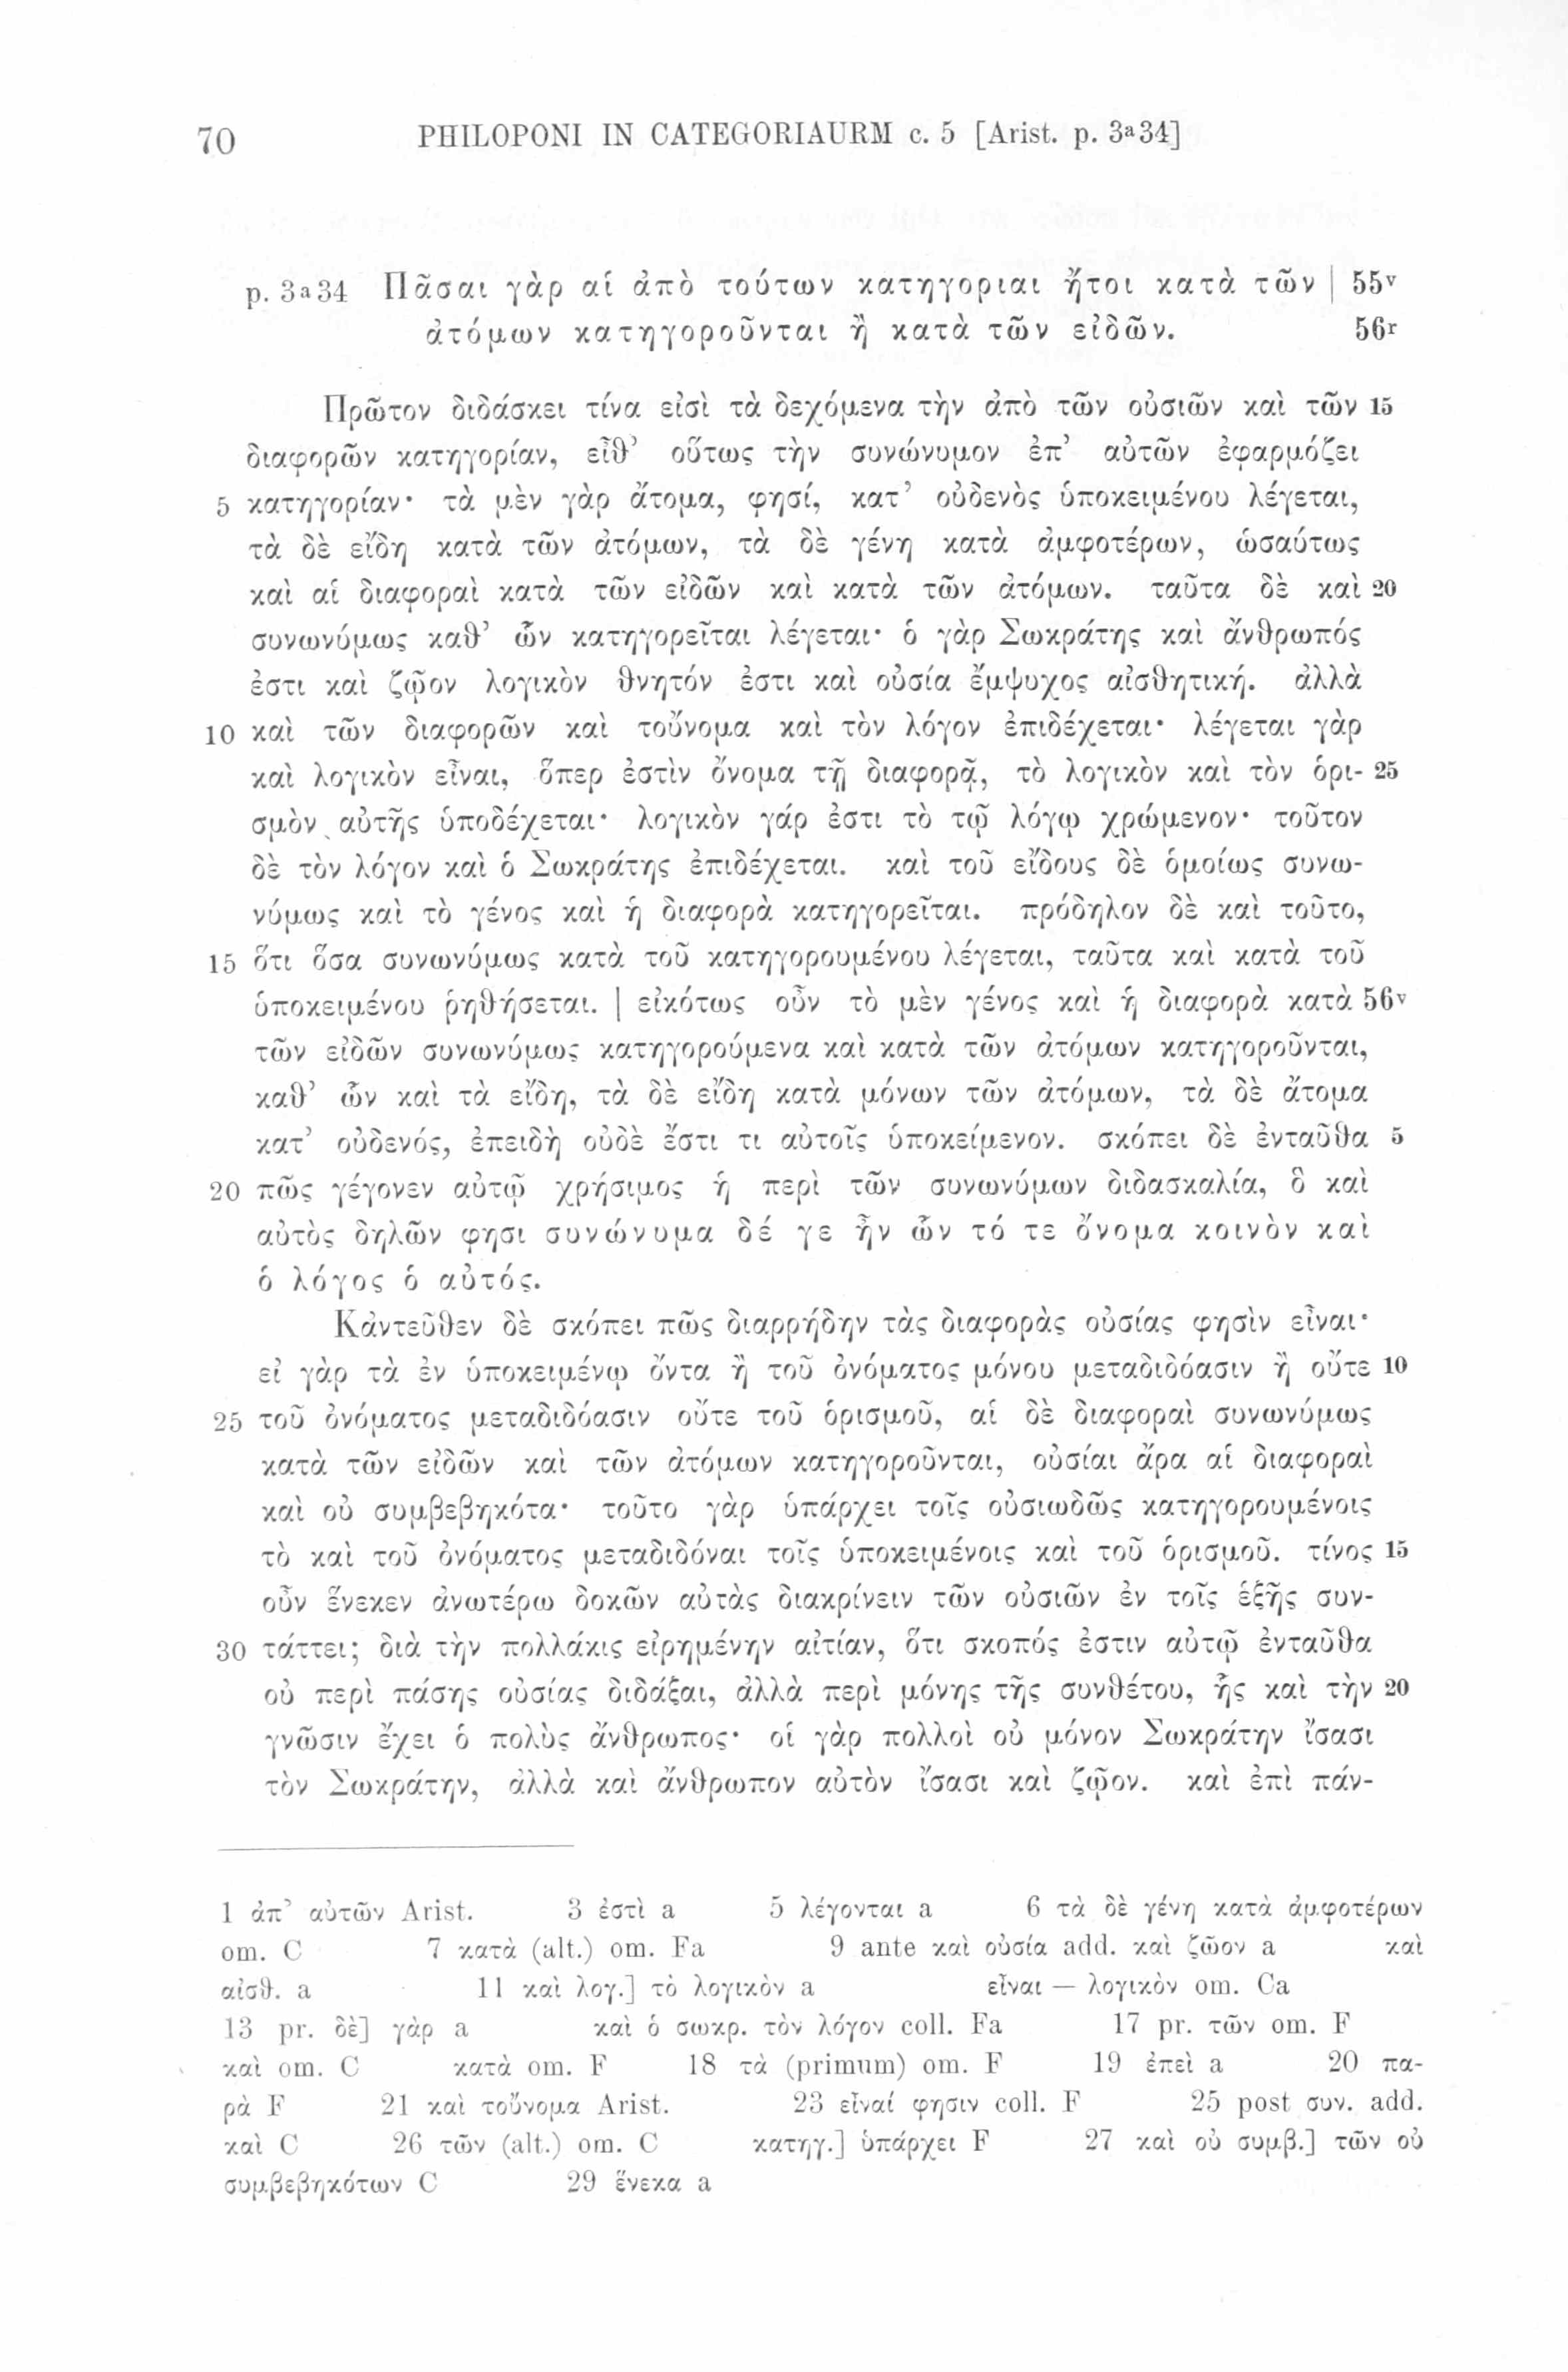 70 PHILOPONI IN CATEGORIAURM c. 5 [Arist. p. 3a34]
p. 3a34 Πᾶσαι γὰρ αἱ ἀπὸ τούτων κατηγοριαι ἤτοι κατὰ τῶν | 55v
ἀτόμων κατηγοροῦνται ἢ κατὰ τῶν εἰδῶν. 56r
Πρῶτον διδάσκει τίνα εἰσὶ τὰ δεχόμενα τὴν ἀπὸ τῶν οὐσιῶν καὶ τῶν 15
διαφορῶν κατηγορίαν, εἶθ’ οὕτως τὴν συνώνυμον ἐπ’ αὐτῶν ἐφαρμόζει
5 κατηγορίαν· τὰ μὲν γὰρ ἄτομα, φησί, κατ’ οὐδενὸς ὑποκειμένου λέγεται,
τὰ δὲ εἴδη κατὰ τῶν ἀτόμων, τὰ δὲ γένη κατὰ ἀμφοτέρων, ὡσαύτως
καὶ αἱ διαφοραὶ κατὰ τῶν εἰδῶν καὶ κατὰ τῶν ἀτόμων. ταῦτα δὲ καὶ 20
συνωνύμως καθ’ ὧν κατηγορεῖται λέγεται· ὁ γὰρ Σωκράτης καὶ ἄνθρωπός
ἐστι καὶ ζῷον λογικὸν θνητόν ἐστι καὶ οὐσία ἔμψυχος αἰσθητική. ἀλλὰ
10 καὶ τῶν διαφορῶν καὶ τοὔνομα καὶ τὸν λόγον ἐπιδέχεται· λέγεται γὰρ
καὶ λογικὸν εἶναι, ὅπερ ἐστὶν ὄνομα τῇ διαφορᾷ, τὸ λογικὸν καὶ τὸν ὁρι- 25
σμὸν αὐτῆς ὑποδέχεται· λογικὸν γάρ ἐστι τὸ τῷ λόγῳ χρώμενον· τοῦτον
δὲ τὸν λόγον καὶ ὁ Σωκράτης ἐπιδέχεται. καὶ τοῦ εἴδους δὲ ὁμοίως συνω-
νύμως καὶ τὸ γένος καὶ ἡ διαφορὰ κατηγορεῖται. πρόδηλον δὲ καὶ τοῦτο,
15 ὅτι ὅσα συνωνύμως κατὰ τοῦ κατηγορουμένου λέγεται, ταῦτα καὶ κατὰ τοῦ
ὑποκειμένου ῥηθήσεται. | εἰκότως οὖν τὸ μὲν γένος καὶ ἡ διαφορὰ κατὰ 56v
τῶν εἰδῶν συνωνύμως κατηγορούμενα καὶ κατὰ τῶν ἀτόμων κατηγοροῦνται,
καθ’ ὧν καὶ τὰ εἴδη, τὰ δὲ εἴδη κατὰ μόνων τῶν ἀτόμων, τὰ δὲ ἄτομα
κατ’ οὐδενός, ἐπειδὴ οὐδὲ ἔστι τι αὐτοῖς ὑποκείμενον. σκόπει δὲ ἐνταῦθα 5
20 πῶς γέγονεν αὐτῷ χρήσιμος ἡ περὶ τῶν συνωνύμων διδασκαλία, ὃ καὶ
αὐτὸς δηλῶν φησι συνώνυμα δέ γε ἦν ὧν τό τε ὄνομα κοινὸν καὶ
ὁ λόγος ὁ αὐτός.
Κἀντεῦθεν δὲ σκόπει πῶς διαρρήδην τὰς διαφορὰς οὐσίας φησὶν εἶναι·
εἰ γὰρ τὰ ἐν ὑποκειμένῳ ὄντα ἢ τοῦ ὀνόματος μόνου μεταδιδόασιν ἢ οὔτε 10
25 τοῦ ὀνόματος μεταδιδόασιν οὔτε τοῦ ὁρισμοῦ, αἱ δὲ διαφοραὶ συνωνύμως
κατὰ τῶν εἰδῶν καὶ τῶν ἀτόμων κατηγοροῦνται, οὐσίαι ἄρα αἱ διαφοραὶ
καὶ οὐ συμβεβηκότα· τοῦτο γὰρ ὑπάρχει τοῖς οὐσιωδῶς κατηγορουμένοις
τὸ καὶ τοῦ ὀνόματος μεταδιδόναι τοῖς ὑποκειμένοις καὶ τοῦ ὁρισμοῦ. τίνος 15
οὖν ἕνεκεν ἀνωτέρω δοκῶν αὐτὰς διακρίνειν τῶν οὐσιῶν ἐν τοῖς ἑξῆς συν-
30 τάττει; διὰ τὴν πολλάκις εἰρημένην αἰτίαν, ὅτι σκοπός ἐστιν αὐτῷ ἐνταῦθα
οὐ περὶ πάσης οὐσίας διδάξαι, ἀλλὰ περὶ μόνης τῆς συνθέτου, ἧς καὶ τὴν 20
γνῶσιν ἔχει ὁ πολὺς ἄνθρωπος· οἱ γὰρ πολλοὶ οὐ μόνον Σωκράτην ἴσασι
τὸν Σωκράτην, ἀλλὰ καὶ ἄνθρωπον αὐτὸν ἴσασι καὶ ζῷον. καὶ ἐπὶ πάν-
1 ἀπ’ αὐτῶν Arist. 3 ἐστὶ a 5 λέγονται a 6 τὰ δὲ γένη κατὰ ἀμφοτέρων
om. C 7 κατὰ (alt.) om. Fa 9 ante καὶ οὐσία add. καὶ ζῶον a καὶ
αἰσθ. a 11 καὶ λογ.] τὸ λογικὸν a εἶναι — λογικὸν om. Ca
13 pr. δὲ] γὰρ a καὶ ὁ σωκρ. τὸν λόγον coll. Fa 17 pr. τῶν om. F
καὶ om. C κατὰ om. F 18 τὰ (primum) om. F 19 ἐπεὶ a 20 πα-
ρὰ F 21 καὶ τοὔνομα Arist. 23 εἶναί φησιν coll. F 25 post συν. add.
καὶ C 26 τῶν (alt.) om. C κατηγ.] ὑπάρχει F 27 καὶ οὐ συμβ.] τῶν οὐ
συμβεβηκότων C 29 ἕνεκα a